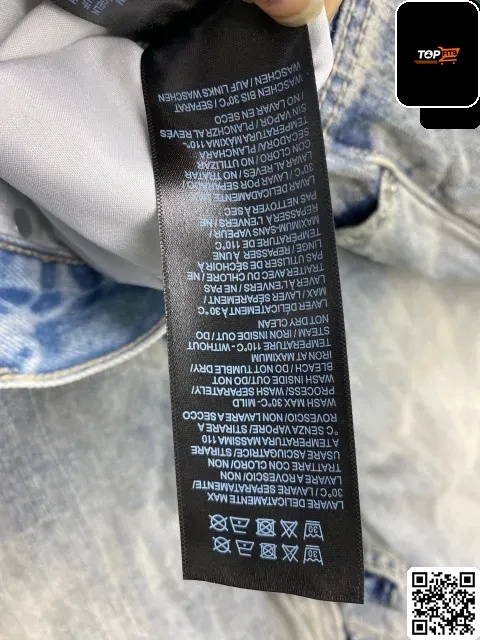 TOPFITS
30
30
LAVARE DELICATAMENTE MAX
30°C / LAVARE SEPARATAMENTE/
LAVARE A ROVESCIO/ NON
TRATTARE CON CLORO/ NON
USARE ASCIUGATRICE/ STIRARE
A TEMPERATURA MASSIMA 110
°C SENZA VAPORE/ STIRARE A
ROVESCIO/ NON LAVARE A SECCO
WASH MAX 30°C-MILD
PROCESS/ WASH SEPARATELY/
WASH INSIDE OUT/ DO NOT
BLEACH / DO NOT TUMBLE DRY/
IRON AT MAXIMUM
TEMPERATURE 110°C - WITHOUT
STEAM / IRON INSIDE OUT / DO
NOT DRY CLEAN
LAVER DÉLICATEMENT À 30°C
MAX / LAVER SÉPARÉMENT /
LAVER À L'ENVERS / NE PAS
TRAITER AVEC DU CHLORE / NE
PAS UTILISER DE SÉCHOIR À
LINGE / REPASSER À UNE
TEMPÉRATURE DE 110°C
MAXIMUM-SANS VAPEUR /
REPASSER À L'ENVERS / NE
PAS NETTOYER À SEC
LAVAR DELICADAMENTE MÁX
30°C / LAVAR POR SEPARADO /
LAVAR AL REVÉS / NO TRATAR
CON CLORO / NO UTILIZAR
SECADORA/ PLANCHAR A
TEMPERATURA MÁXIMA 110°
SIN VAPOR / PLANCHAR AL REVÉS
/ NO LAVAR EN SECO
WASCHEN BIS 30°C / SEPARAT
WASCHEN / AUF LINKS WASCHEN